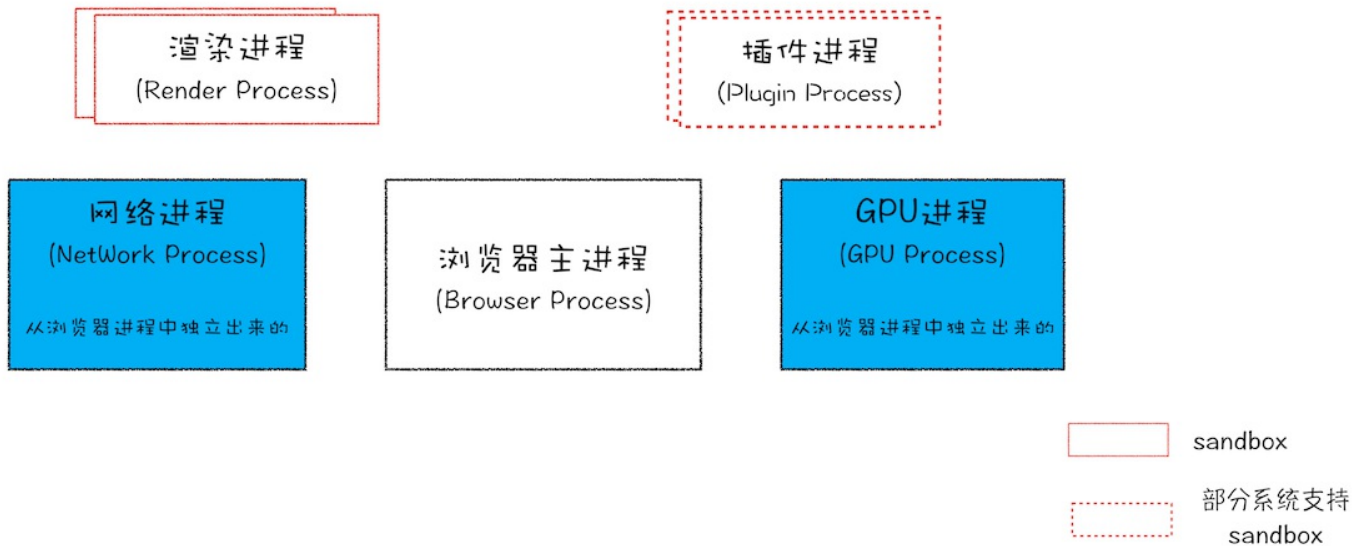 渲染进程
(Render Process)
插件进程
(Plugin Process)
网络进程
(NetWork Process)
从浏览器进程中独立出来的
浏览器主进程
(Browser Process)
GPU进程
(GPU Process)
从浏览器进程中独立出来的
sandbox
部分系统支持
sandbox